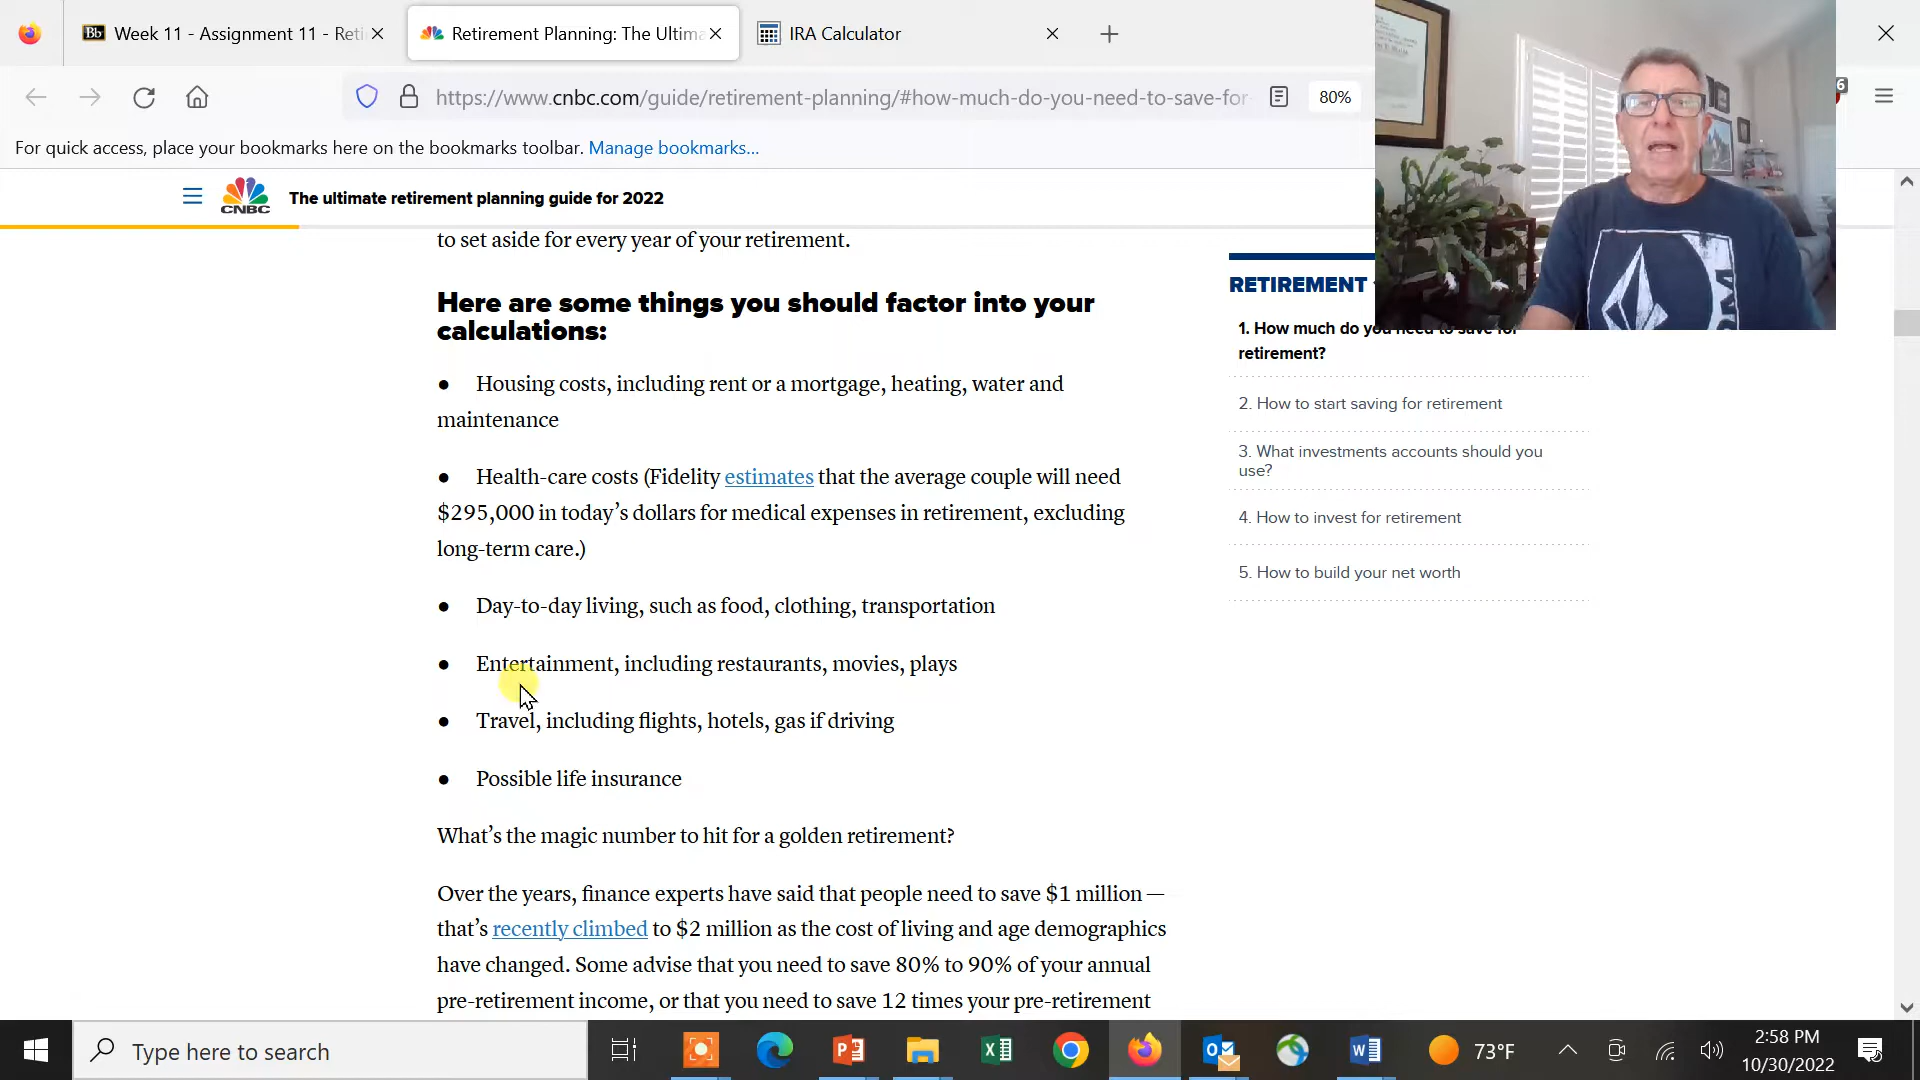 Week 11 - Assignment 11 - Reti
Retirement Planning: The Ultima
IRA Calculator
https://www.cnbc.com/guide/retirement-planning/#how-much-do-you-need-to-save-for-
80%
6
For quick access, place your bookmarks here on the bookmarks toolbar. Manage bookmarks...
CNBC
The ultimate retirement planning guide for 2022
to set aside for every year of your retirement.
Here are some things you should factor into your
calculations:
● Housing costs, including rent or a mortgage, heating, water and
maintenance
● Health-care costs (Fidelity estimates that the average couple will need
$295,000 in today’s dollars for medical expenses in retirement, excluding
long-term care.)
● Day-to-day living, such as food, clothing, transportation
● Entertainment, including restaurants, movies, plays
● Travel, including flights, hotels, gas if driving
● Possible life insurance
What’s the magic number to hit for a golden retirement?
Over the years, finance experts have said that people need to save $1 million —
that’s recently climbed to $2 million as the cost of living and age demographics
have changed. Some advise that you need to save 80% to 90% of your annual
pre-retirement income, or that you need to save 12 times your pre-retirement
RETIREMENT
1. How much do you need to save for
retirement?
2. How to start saving for retirement
3. What investments accounts should you
use?
4. How to invest for retirement
5. How to build your net worth
Type here to search
73°F
2:58 PM
10/30/2022